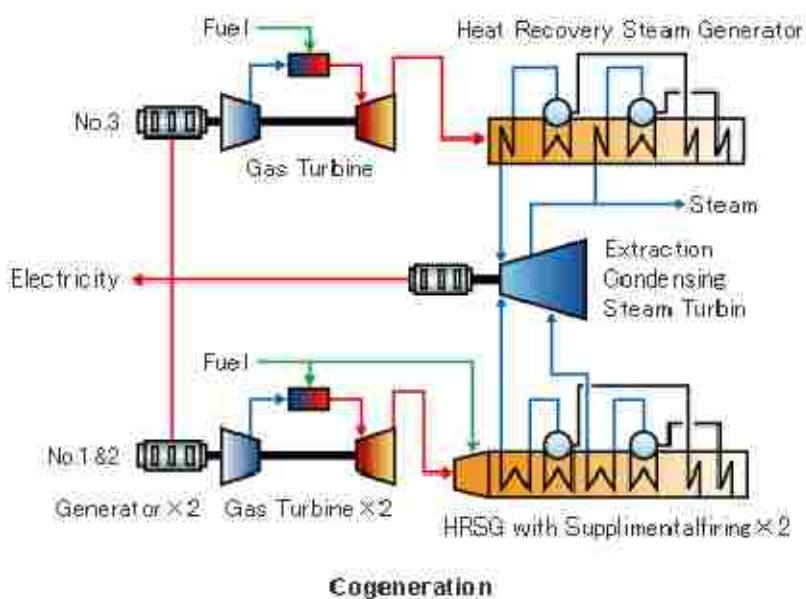 Fuel
Heat Recovery Steam Generator
No.3
Gas Turbine
Steam
Extraction
Condensing
Steam Turbin
Electricity
Fuel
No.1&2
Generator×2
Gas Turbine×2
HRSG with Supplimentalfiring×2
Cogeneration